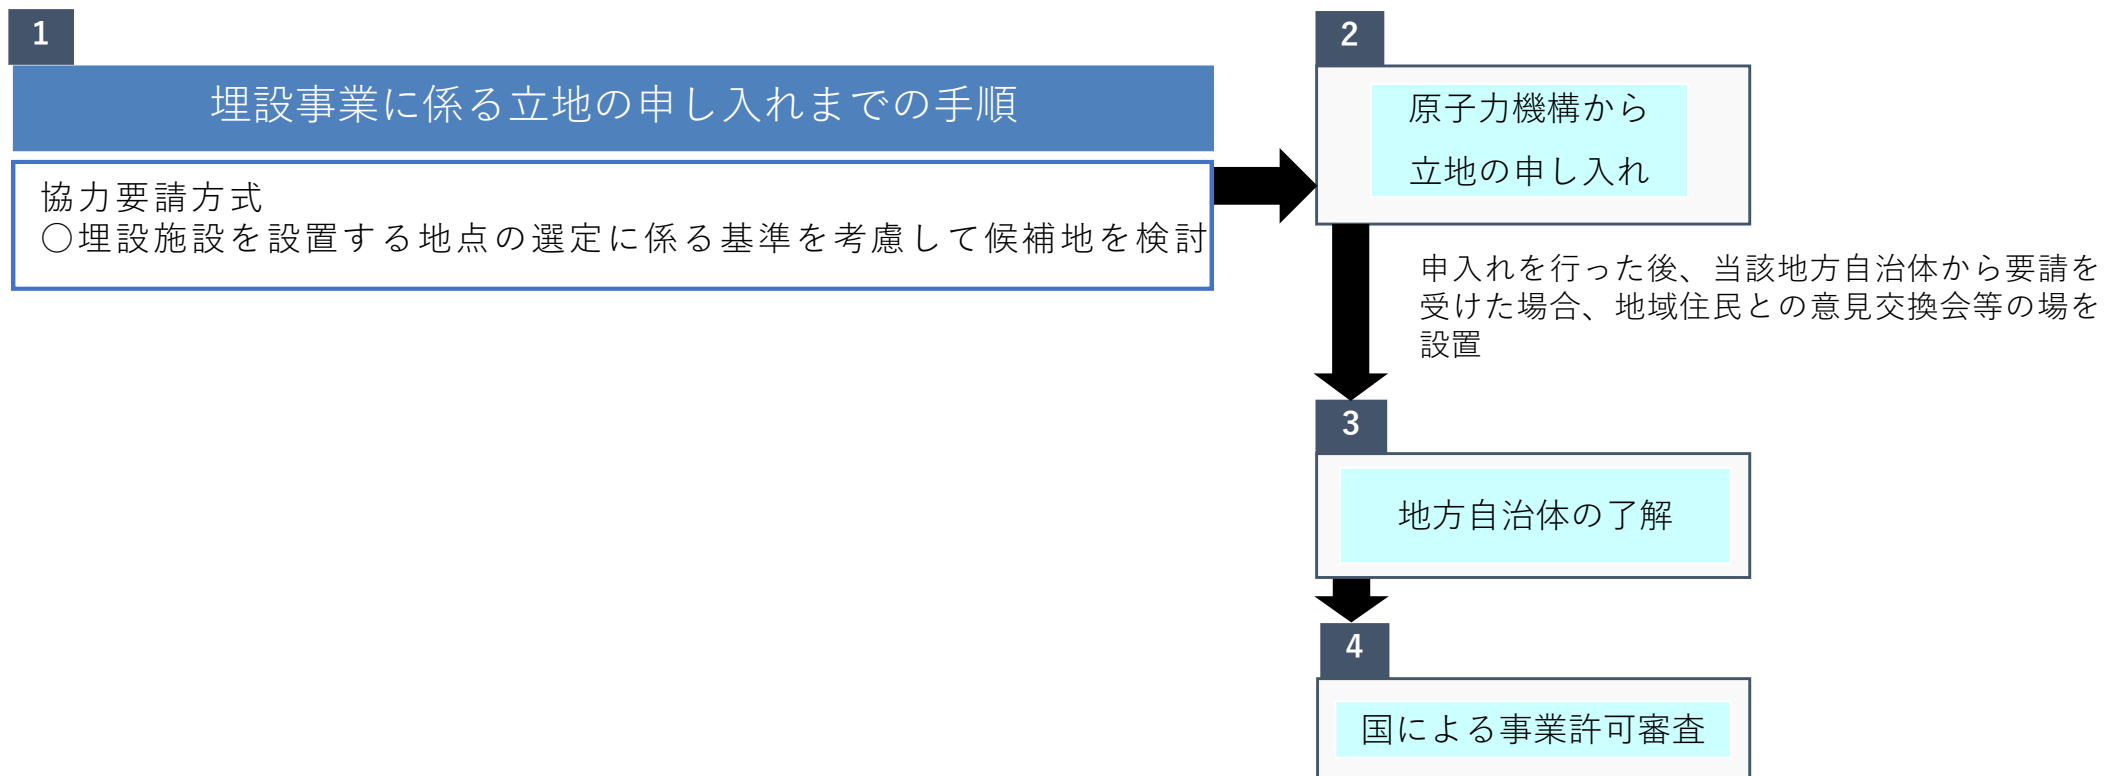 1
埋設事業に係る立地の申し入れまでの手順
協力要請方式
○埋設施設を設置する地点の選定に係る基準を考慮して候補地を検討
2
原子力機構から
立地の申し入れ
申入れを行った後、当該地方自治体から要請を
受けた場合、地域住民との意見交換会等の場を
設置
3
地方自治体の了解
4
国による事業許可審査